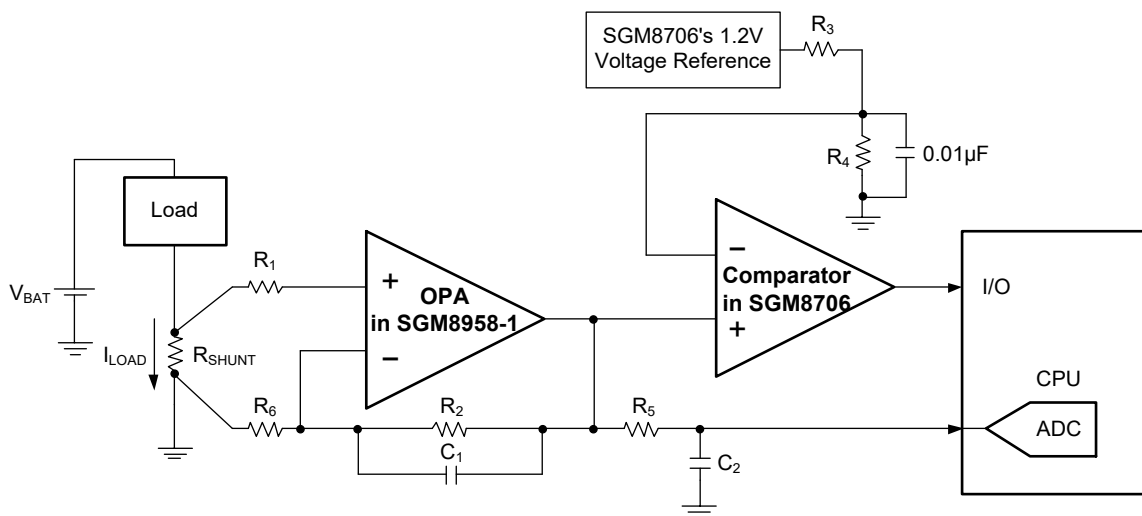 SGM8706's 1.2V
Voltage Reference
R3
R4
0.01µF
Load
VBAT
ILOAD
RSHUNT
R1
+
OPA
in SGM8958-1
−
−
Comparator
in SGM8706
+
I/O
CPU
ADC
R6
R2
C1
R5
C2